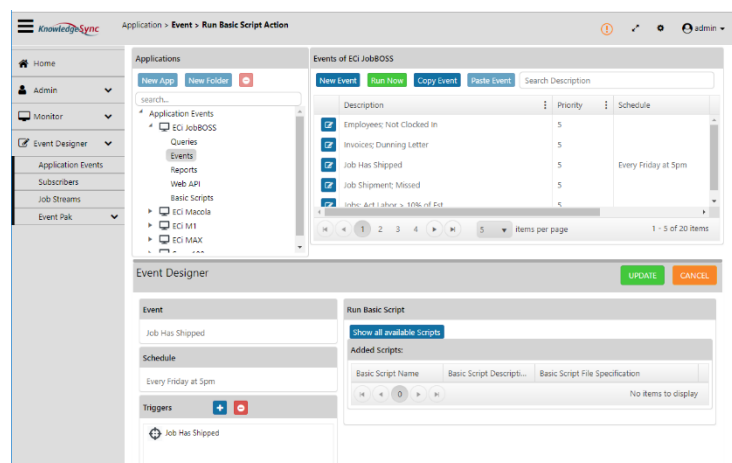 KnowledgeSync
Application > Event > Run Basic Script Action
admin
Home
Admin
Monitor
Event Designer
Application Events
Subscribers
Job Streams
Event Pak
Applications
New App New Folder
search...
Application Events
ECi JobBOSS
Queries
Events
Reports
Web API
Basic Scripts
ECi Macola
ECi M1
ECi MAX
Events of ECi JobBOSS
New Event Run Now Copy Event Paste Event Search Description
Description Priority Schedule
Employees; Not Clocked In 5
Invoices; Dunning Letter 5
Job Has Shipped 5 Every Friday at 5pm
Job Shipment; Missed 5
Jobs: Act Labor > 10% of Est 5
1 2 3 4 5 items per page 1 - 5 of 20 items
Event Designer
UPDATE CANCEL
Event
Job Has Shipped
Schedule
Every Friday at 5pm
Triggers
Job Has Shipped
Run Basic Script
Show all available Scripts
Added Scripts:
Basic Script Name Basic Script Descripti... Basic Script File Specification
0 No items to display